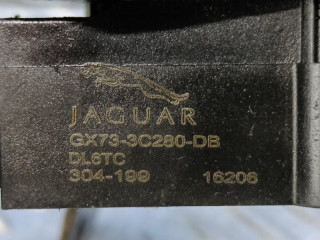 JAGUAR
GX73-3C280-DB
DL6TC
304-199 16206